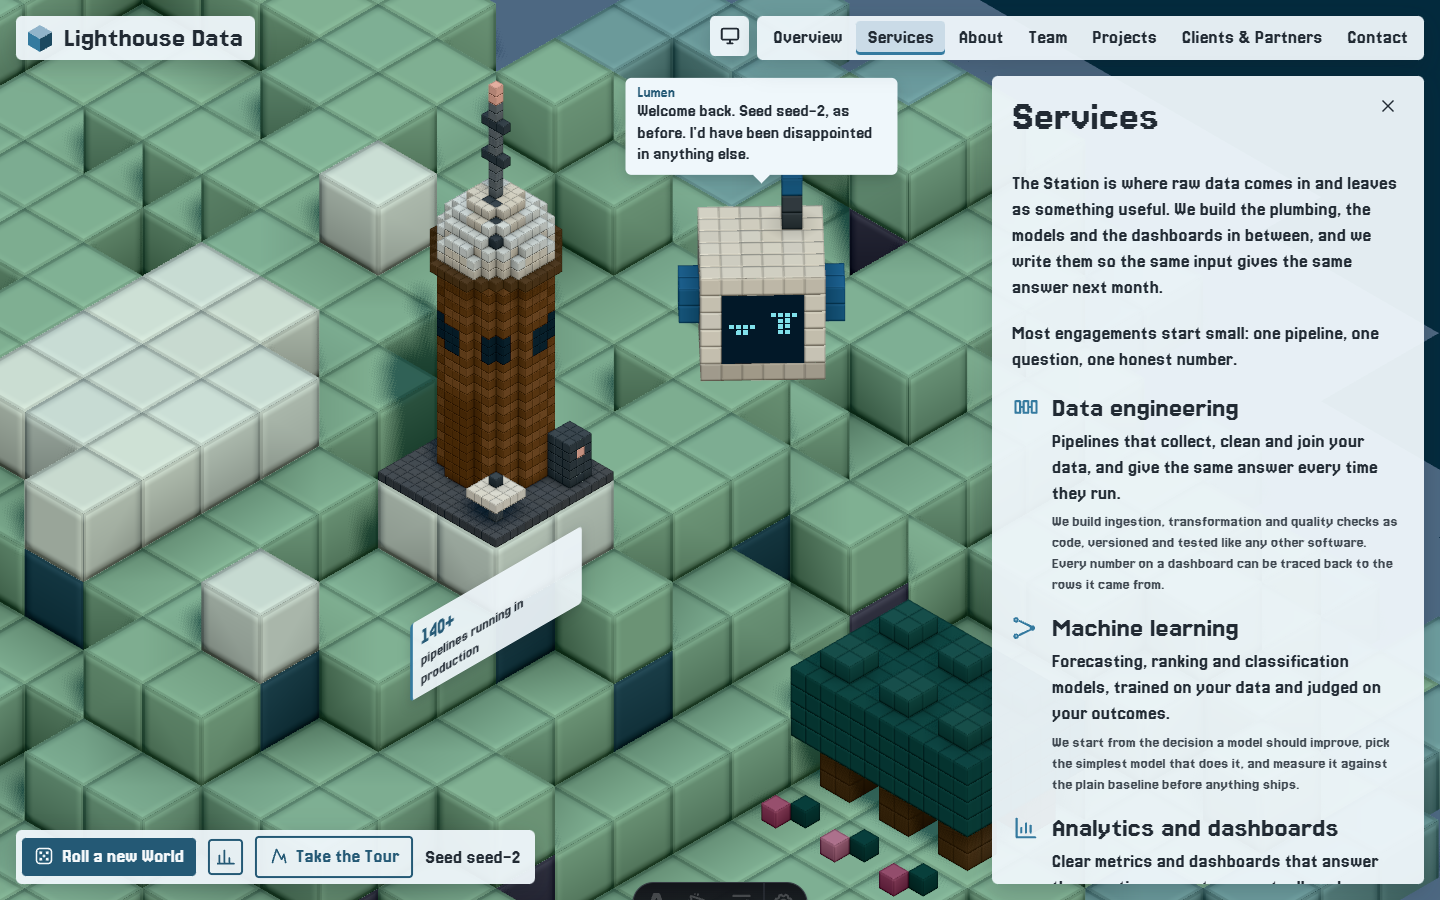 Lighthouse Data
Overview
Services
About
Team
Projects
Clients & Partners
Contact
Lumen
Welcome back. Seed seed-2, as
before. I'd have been disappointed
in anything else.
140+
pipelines running in
production
Services
The Station is where raw data comes in and leaves
as something useful. We build the plumbing, the
models and the dashboards in between, and we
write them so the same input gives the same
answer next month.
Most engagements start small: one pipeline, one
question, one honest number.
Data engineering
Pipelines that collect, clean and join your
data, and give the same answer every time
they run.
We build ingestion, transformation and quality checks as
code, versioned and tested like any other software.
Every number on a dashboard can be traced back to the
rows it came from.
Machine learning
Forecasting, ranking and classification
models, trained on your data and judged on
your outcomes.
We start from the decision a model should improve, pick
the simplest model that does it, and measure it against
the plain baseline before anything ships.
Analytics and dashboards
Clear metrics and dashboards that answer
Roll a new World
Take the Tour
Seed seed-2